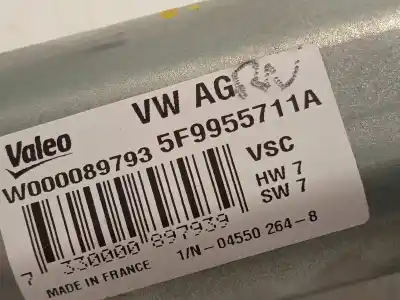 VW AG
Valeo
W000089793 5F9955711A
VSC
HW 7
SW 7
7 330000 897939
MADE IN FRANCE 1/N-04550 264-8